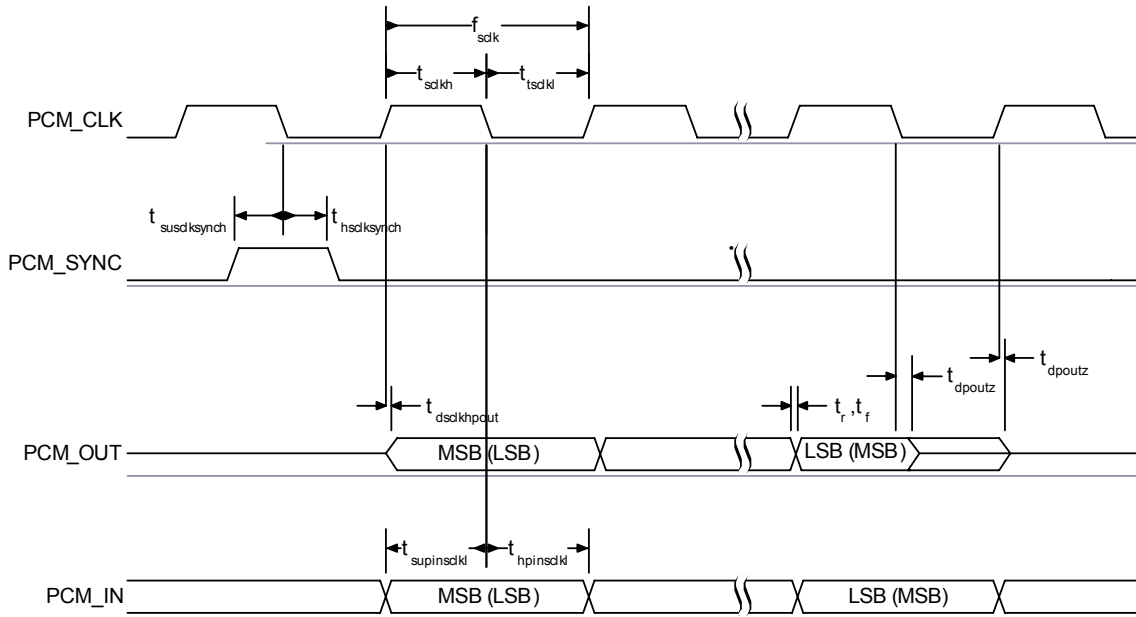 f sclk
t sclkh
t tsclkl
PCM_CLK
t susclksynch
t hsclksynch
PCM_SYNC
t dpoutz
t dpoutz
t dsclkhpout
t r ,t f
PCM_OUT
MSB (LSB)
LSB (MSB)
t supinsclkl
t hpinsclkl
PCM_IN
MSB (LSB)
LSB (MSB)